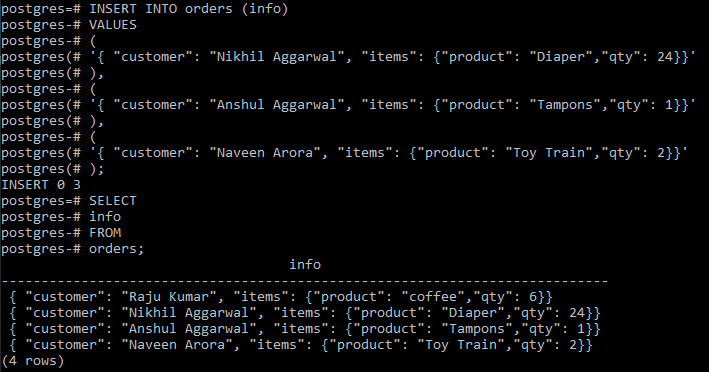 postgres=# INSERT INTO orders (info)
postgres-# VALUES
postgres-# (
postgres(# '{ "customer": "Nikhil Aggarwal", "items": {"product": "Diaper","qty": 24}}'
postgres(# ),
postgres-# (
postgres(# '{ "customer": "Anshul Aggarwal", "items": {"product": "Tampons","qty": 1}}'
postgres(# ),
postgres-# (
postgres(# '{ "customer": "Naveen Arora", "items": {"product": "Toy Train","qty": 2}}'
postgres(# );
INSERT 0 3
postgres=# SELECT
postgres-# info
postgres-# FROM
postgres-# orders;
info
---------------------------------------------------------------------------
{ "customer": "Raju Kumar", "items": {"product": "coffee","qty": 6}}
{ "customer": "Nikhil Aggarwal", "items": {"product": "Diaper","qty": 24}}
{ "customer": "Anshul Aggarwal", "items": {"product": "Tampons","qty": 1}}
{ "customer": "Naveen Arora", "items": {"product": "Toy Train","qty": 2}}
(4 rows)